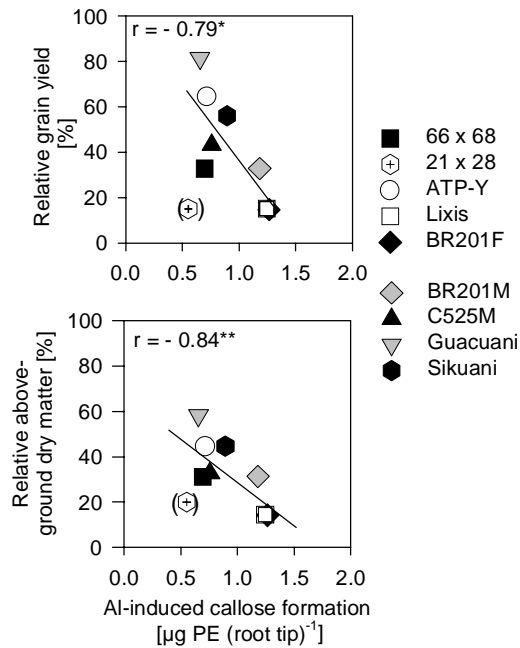 r = - 0.79*
Relative grain yield
[%]
100
80
60
40
20
0
( )
0.0 0.5 1.0 1.5 2.0
66 x 68
21 x 28
ATP-Y
Lixis
BR201F
BR201M
C525M
Guacuani
Sikuani
r = - 0.84**
Relative above-
ground dry matter [%]
100
80
60
40
20
0
( )
0.0 0.5 1.0 1.5 2.0
Al-induced callose formation
[µg PE (root tip)⁻¹]